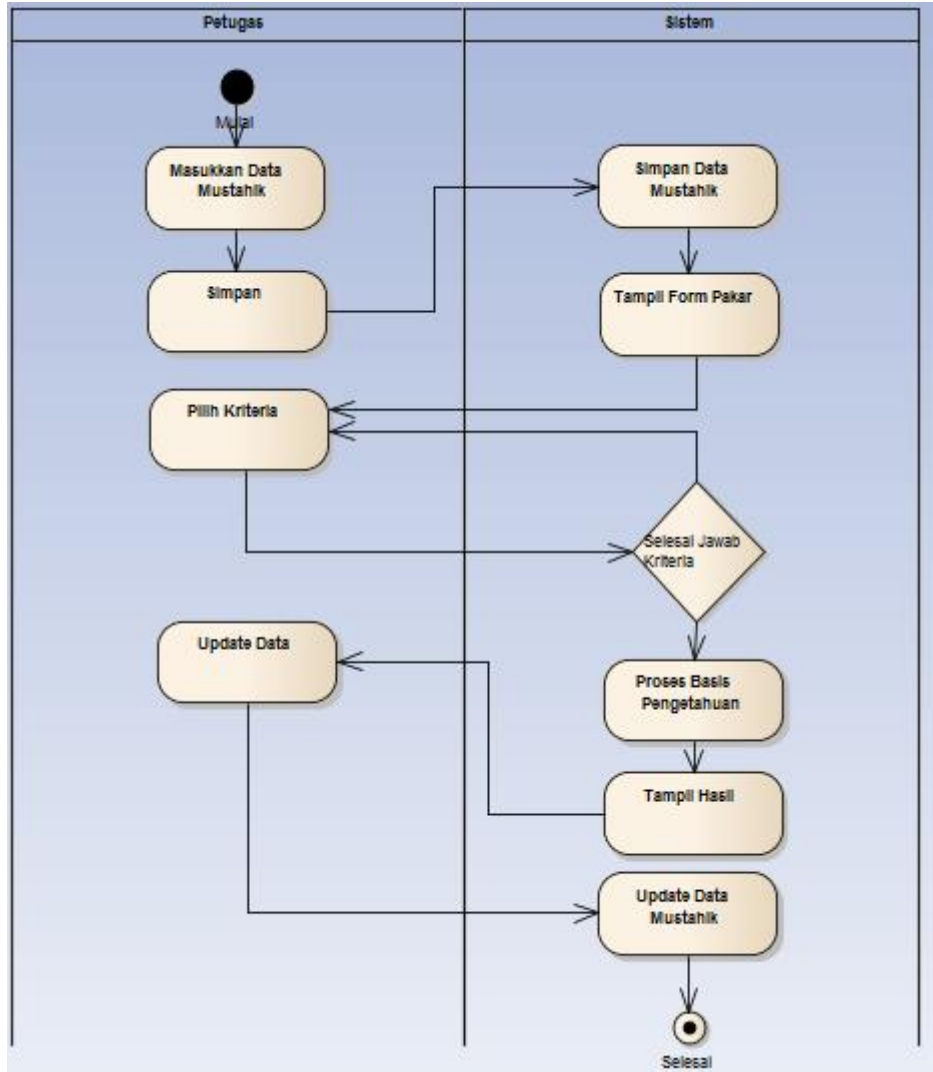 Petugas
Sistem
Mulai
Masukkan Data
Mustahik
Simpan Data
Mustahik
Simpan
Tampil Form Pakar
Pilih Kriteria
Selesai Jawab
Kriteria
Update Data
Proses Basis
Pengetahuan
Tampil Hasil
Update Data
Mustahik
Selesai